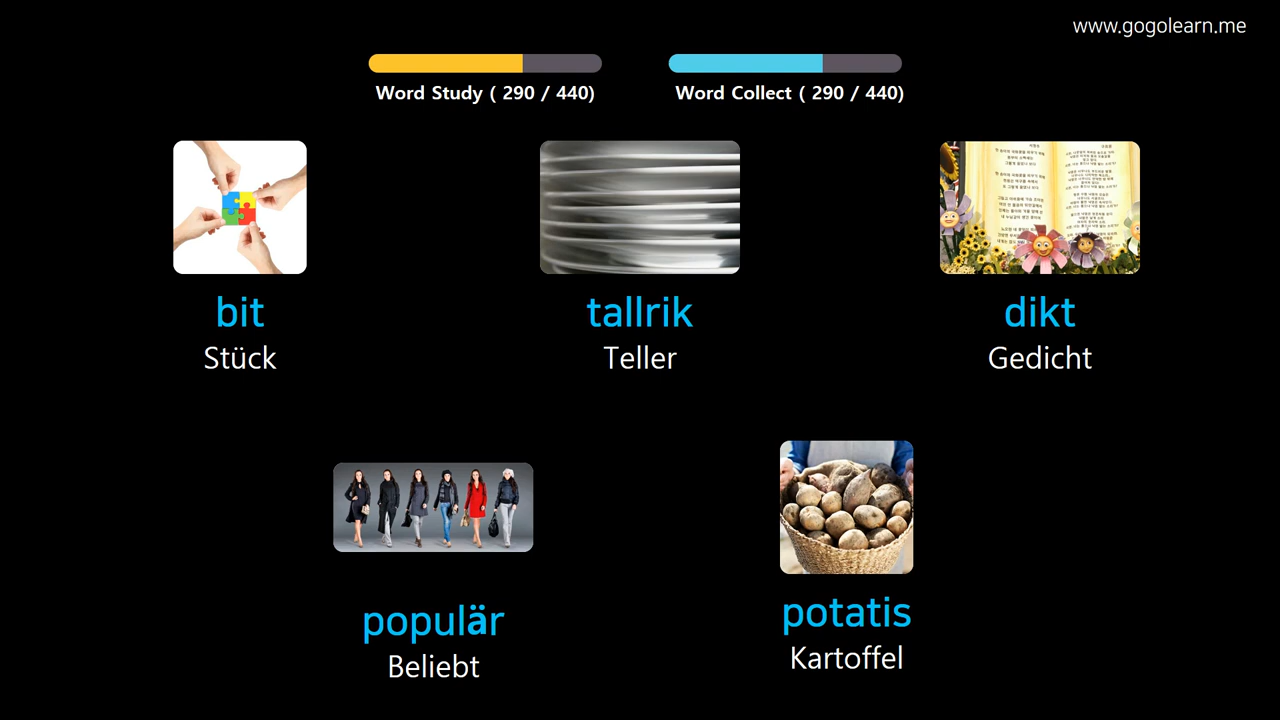 www.gogolearn.me
Word Study ( 290 / 440)
Word Collect ( 290 / 440)
bit
Stück
tallrik
Teller
dikt
Gedicht
populär
Beliebt
potatis
Kartoffel